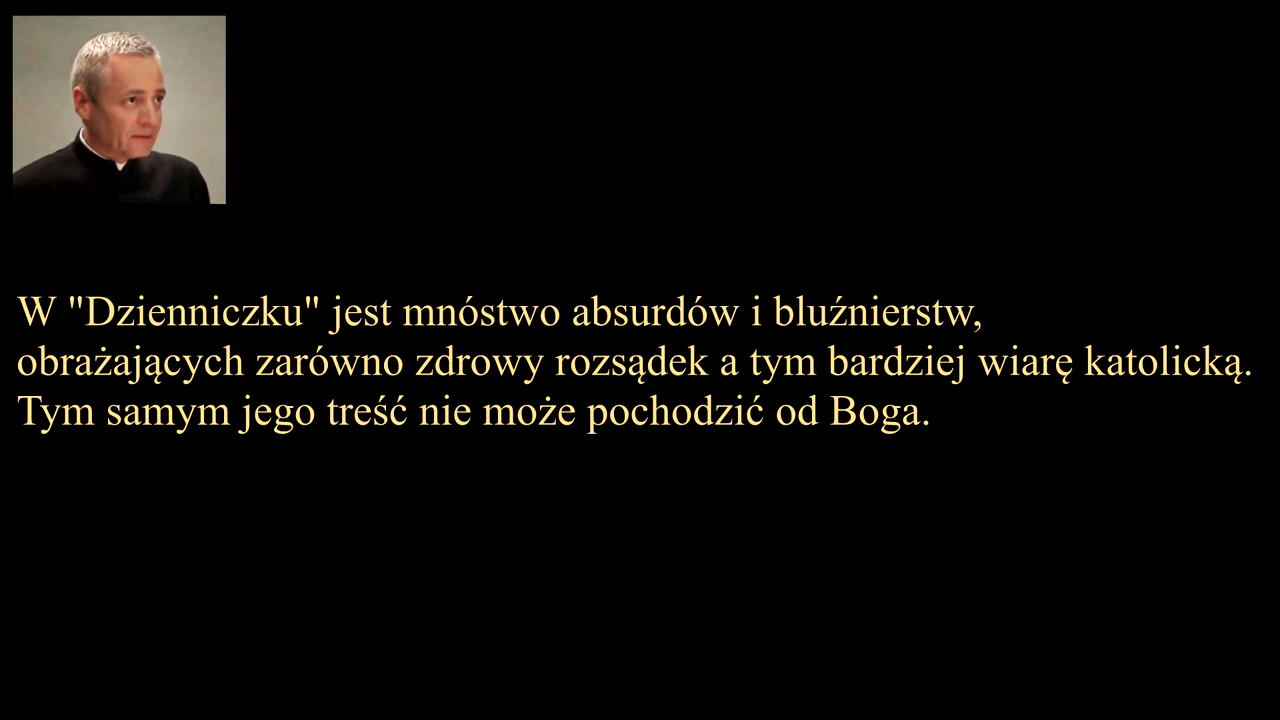 W "Dzienniczku" jest mnóstwo absurdów i bluźnierstw,
obrażających zarówno zdrowy rozsądek a tym bardziej wiarę katolicką.
Tym samym jego treść nie może pochodzić od Boga.